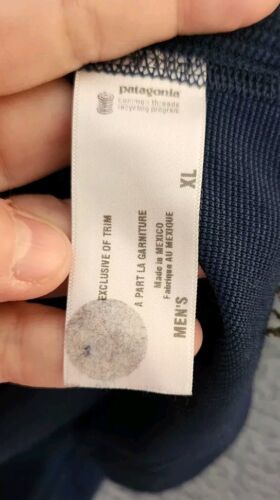 patagonia
common threads
recycling program
EXCLUSIVE OF TRIM
A PART LA GARNITURE
Made in MEXICO
Fabriqué AU MEXIQUE
MEN'S
XL